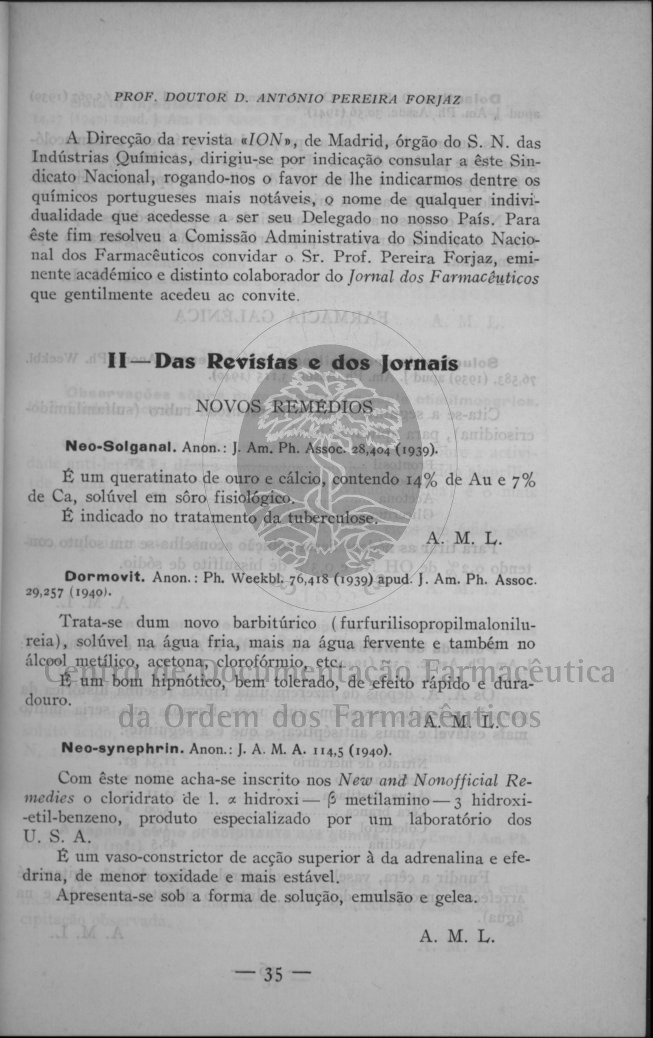 PROF. DOUTOR D. ANTÓNIO PEREIRA FORJAZ
A Direcção da revista «ION», de Madrid, órgão do S. N. das
Indústrias Químicas, dirigiu-se por indicação consular a êste Sin-
dicato Nacional, rogando-nos o favor de lhe indicarmos dentre os
químicos portugueses mais notáveis, o nome de qualquer indivi-
dualidade que acedesse a ser seu Delegado no nosso País. Para
êste fim resolveu a Comissão Administrativa do Sindicato Nacio-
nal dos Farmacêuticos convidar o Sr. Prof. Pereira Forjaz, emi-
nente académico e distinto colaborador do Jornal dos Farmacêuticos
que gentilmente acedeu ao convite.
II—Das Revistas e dos Jornais
NOVOS REMÉDIOS
Neo-Solganal. Anon.: J. Am. Ph. Assoc. 28,404 (1939).
É um queratinato de ouro e cálcio, contendo 14% de Au e 7%
de Ca, solúvel em sôro fisiológico.
É indicado no tratamento da tuberculose.
A. M. L.
Dormovit. Anon.: Ph. Weekbl. 76,418 (1939) apud. J. Am. Ph. Assoc.
29,257 (1940).
Trata-se dum novo barbitúrico (furfurilisopropilmalonilu-
reia), solúvel na água fria, mais na água fervente e também no
álcool metílico, acetona, clorofórmio, etc.
É um bom hipnótico, bem tolerado, de efeito rápido e dura-
douro.
A. M. L.
Centro de Documentação Farmacêutica
da Ordem dos Farmacêuticos
Neo-synephrin. Anon.: J. A. M. A. 114,5 (1940).
Com êste nome acha-se inscrito nos New and Nonofficial Re-
medies o cloridrato de l. α hidroxi — β metilamino — 3 hidroxi-
-etil-benzeno, produto especializado por um laboratório dos
U. S. A.
É um vaso-constrictor de acção superior à da adrenalina e efe-
drina, de menor toxidade e mais estável.
Apresenta-se sob a forma de solução, emulsão e gelea.
A. M. L.
— 35 —